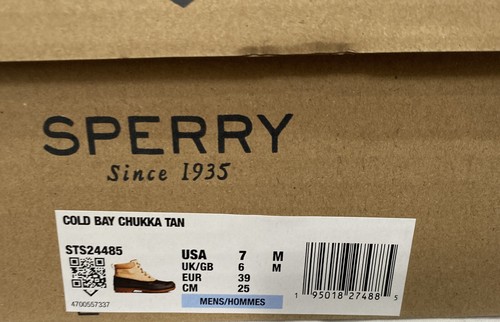 SPERRY
Since 1935
COLD BAY CHUKKA TAN
STS24485
USA 7 M
UK/GB 6 M
EUR 39
CM 25
MENS/HOMMES
4700557337
1 95018 27488 5